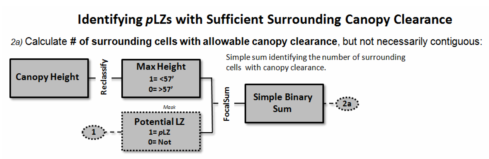 Identifying pLZs with Sufficient Surrounding Canopy Clearance
2a) Calculate # of surrounding cells with allowable canopy clearance, but not necessarily contiguous:
Simple sum identifying the number of surrounding
cells with canopy clearance.
Canopy Height
Reclassify
Max Height
1= <57'
0= >57'
Mask
1
Potential LZ
1= pLZ
0= Not
FocalSum
Simple Binary
Sum
2a